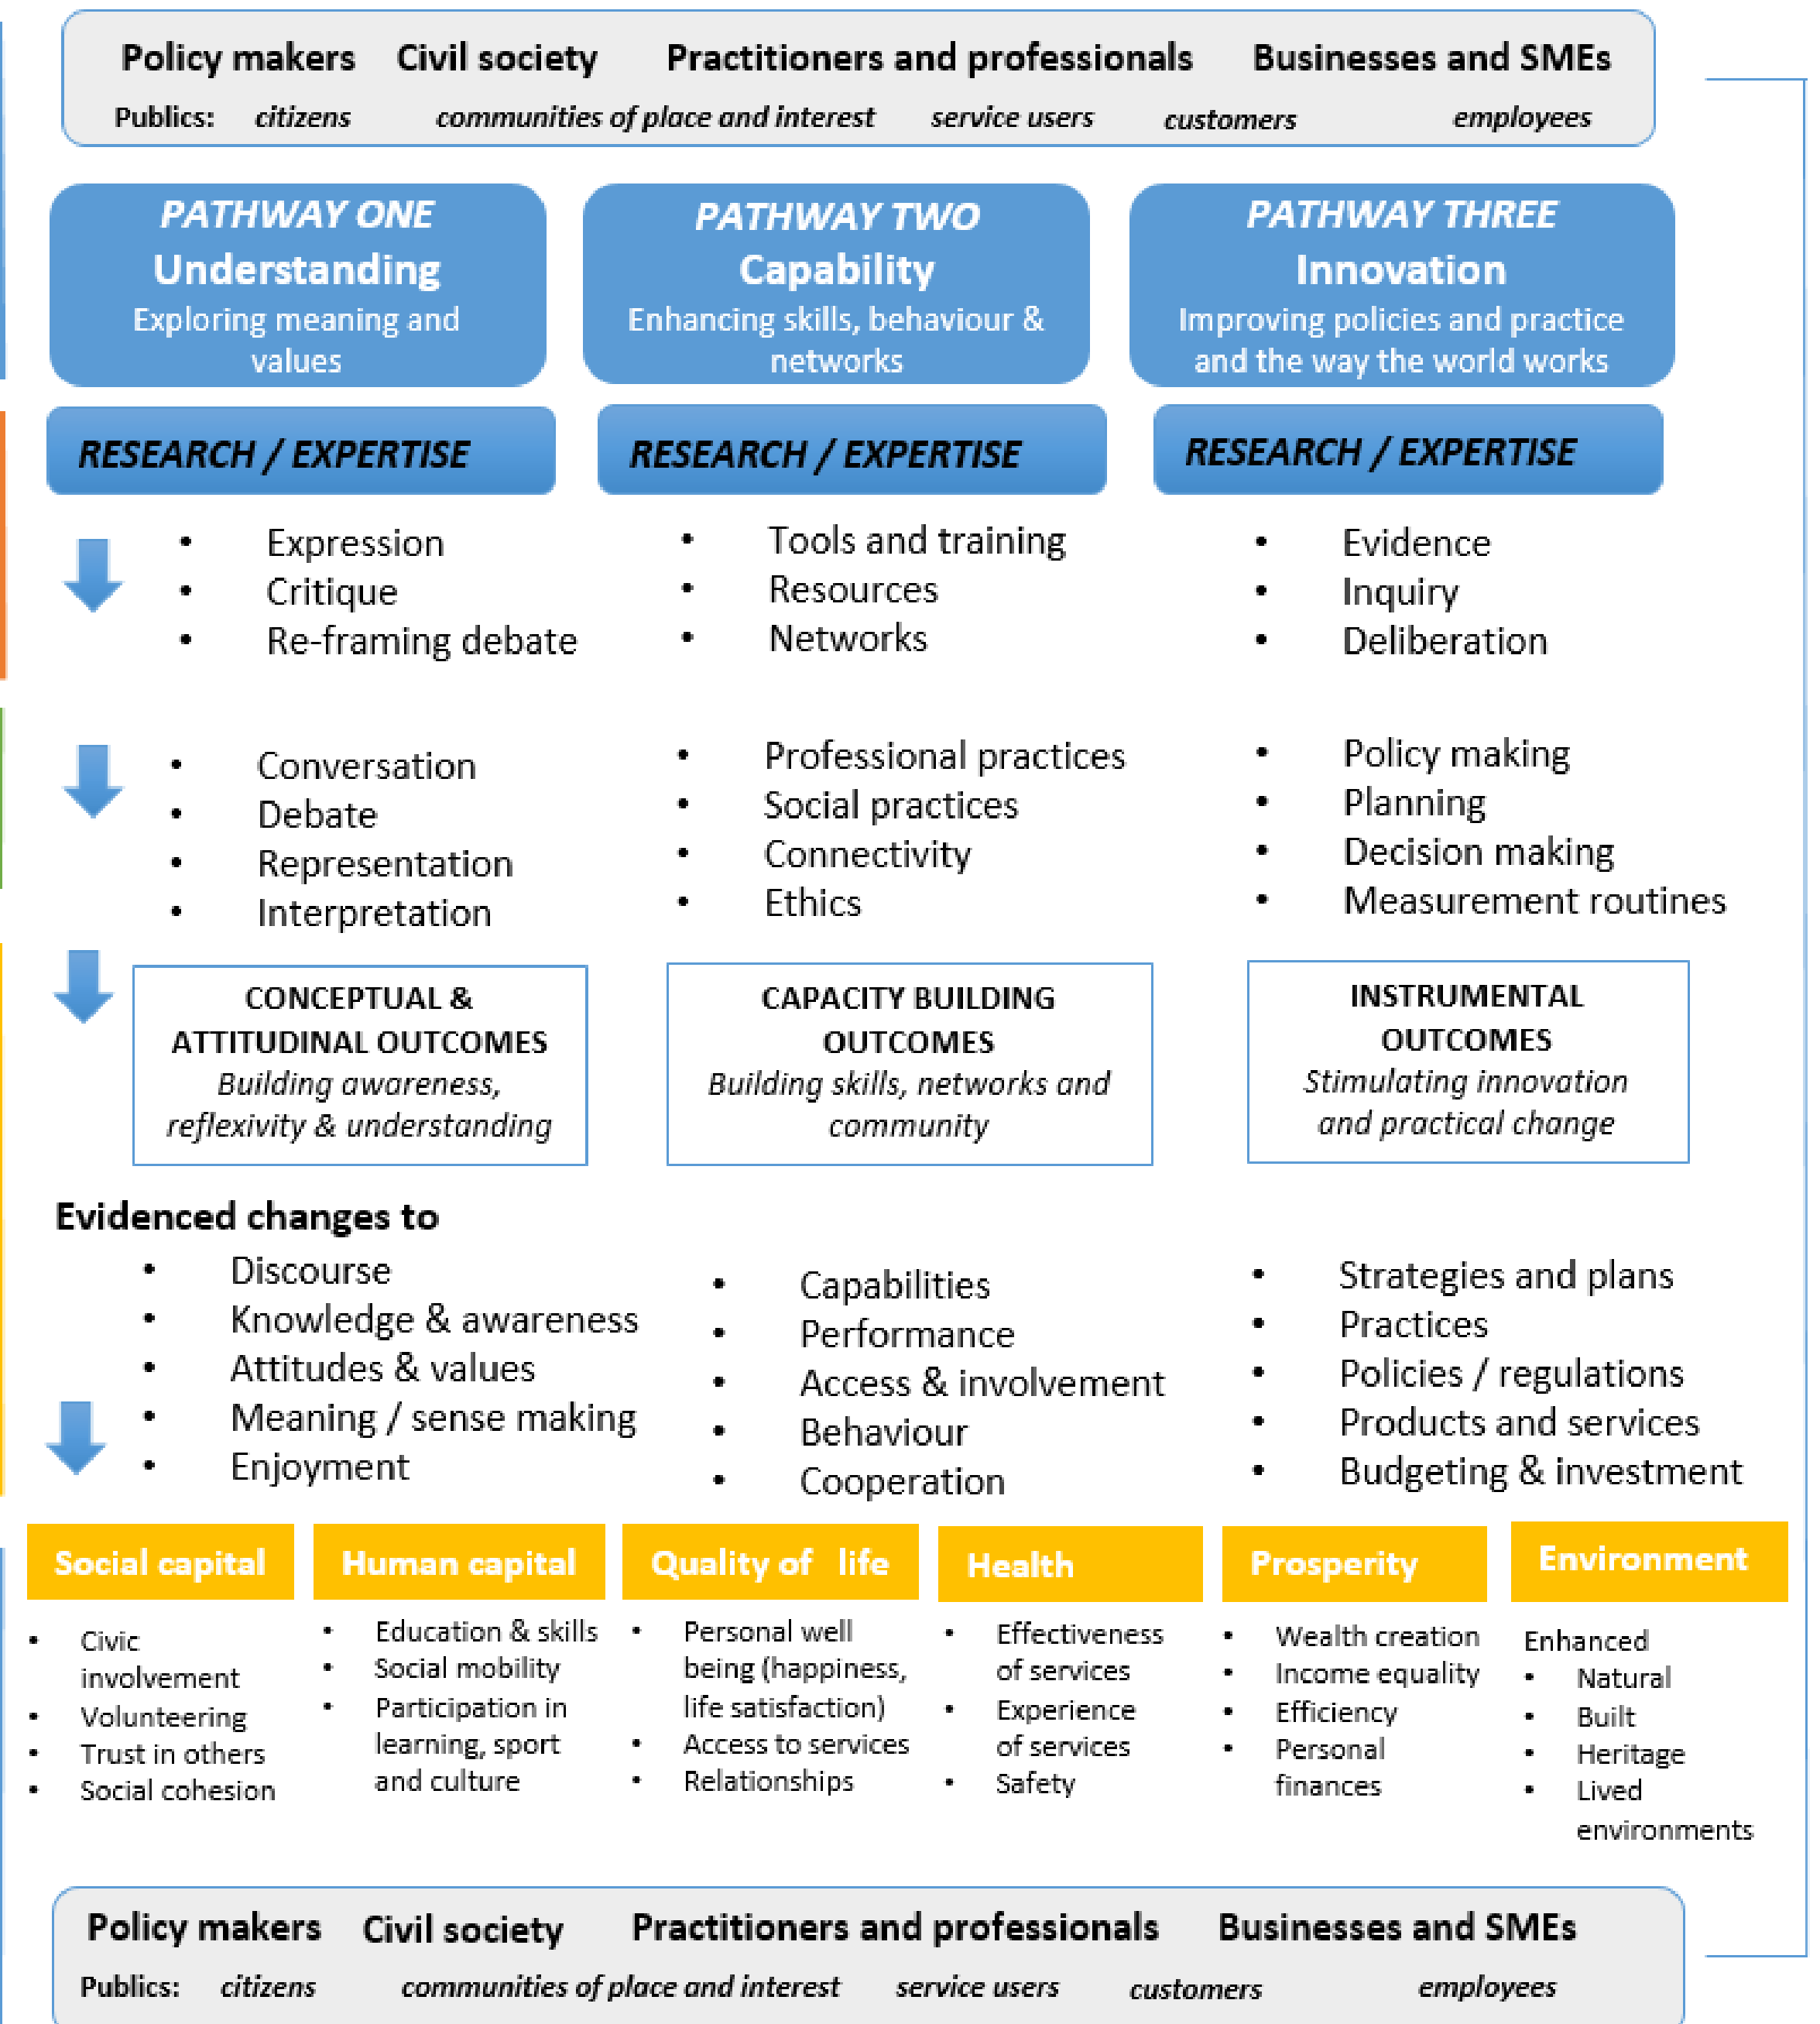 Policy makers Civil society Practitioners and professionals Businesses and SMEs
Publics: citizens communities of place and interest service users customers employees
PATHWAY ONE
Understanding
Exploring meaning and
values
PATHWAY TWO
Capability
Enhancing skills, behaviour &
networks
PATHWAY THREE
Innovation
Improving policies and practice
and the way the world works
RESEARCH / EXPERTISE
RESEARCH / EXPERTISE
RESEARCH / EXPERTISE
• Expression
• Critique
• Re-framing debate
• Tools and training
• Resources
• Networks
• Evidence
• Inquiry
• Deliberation
• Conversation
• Debate
• Representation
• Interpretation
• Professional practices
• Social practices
• Connectivity
• Ethics
• Policy making
• Planning
• Decision making
• Measurement routines
CONCEPTUAL &
ATTITUDINAL OUTCOMES
Building awareness,
reflexivity & understanding
CAPACITY BUILDING
OUTCOMES
Building skills, networks and
community
INSTRUMENTAL
OUTCOMES
Stimulating innovation
and practical change
Evidenced changes to
• Discourse
• Knowledge & awareness
• Attitudes & values
• Meaning / sense making
• Enjoyment
• Capabilities
• Performance
• Access & involvement
• Behaviour
• Cooperation
• Strategies and plans
• Practices
• Policies / regulations
• Products and services
• Budgeting & investment
Social capital
• Civic
involvement
• Volunteering
• Trust in others
• Social cohesion
Human capital
• Education & skills
• Social mobility
• Participation in
learning, sport
and culture
Quality of life
• Personal well
being (happiness,
life satisfaction)
• Access to services
• Relationships
Health
• Effectiveness
of services
• Experience
of services
• Safety
Prosperity
• Wealth creation
• Income equality
• Efficiency
• Personal
finances
Environment
Enhanced
• Natural
• Built
• Heritage
• Lived
environments
Policy makers Civil society Practitioners and professionals Businesses and SMEs
Publics: citizens communities of place and interest service users customers employees